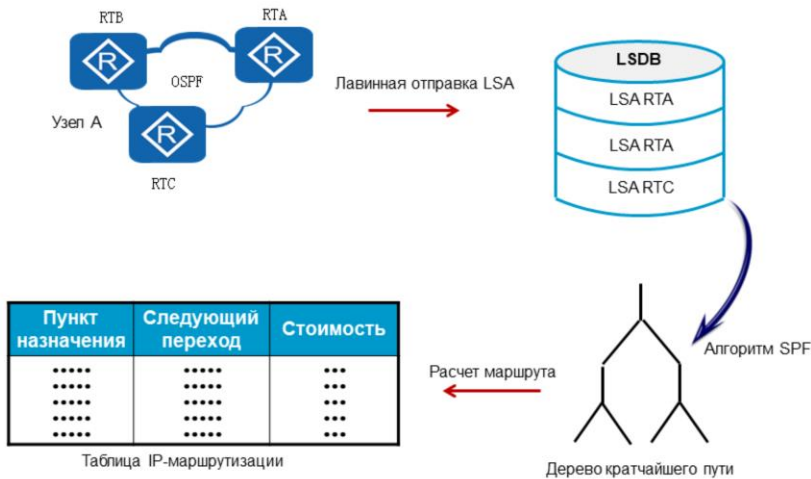 RTB
RTA
R
R
OSPF
Узел А
R
RTC
Лавинная отправка LSA
LSDB
LSA RTA
LSA RTA
LSA RTC
Алгоритм SPF
Дерево кратчайшего пути
Расчет маршрута
Пункт назначения
Следующий переход
Стоимость
Таблица IP-маршрутизации